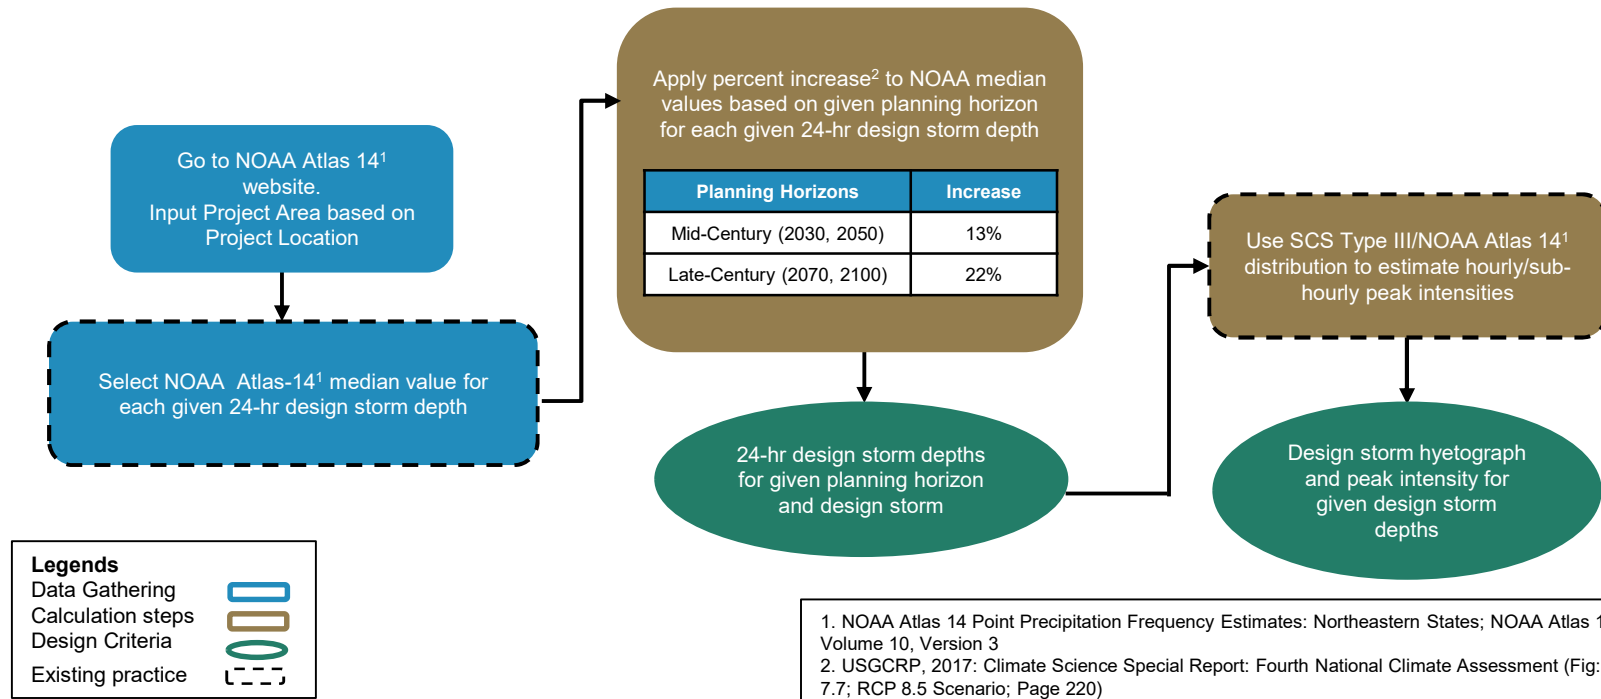 Go to NOAA Atlas 14¹
website.
Input Project Area based on
Project Location
Select NOAA Atlas-14¹ median value for
each given 24-hr design storm depth
Apply percent increase² to NOAA median
values based on given planning horizon
for each given 24-hr design storm depth
Planning Horizons Increase
Mid-Century (2030, 2050) 13%
Late-Century (2070, 2100) 22%
24-hr design storm depths
for given planning horizon
and design storm
Use SCS Type III/NOAA Atlas 14¹
distribution to estimate hourly/sub-
hourly peak intensities
Design storm hyetograph
and peak intensity for
given design storm
depths
Legends
Data Gathering
Calculation steps
Design Criteria
Existing practice
1. NOAA Atlas 14 Point Precipitation Frequency Estimates: Northeastern States; NOAA Atlas 1
Volume 10, Version 3
2. USGCRP, 2017: Climate Science Special Report: Fourth National Climate Assessment (Fig:
7.7; RCP 8.5 Scenario; Page 220)